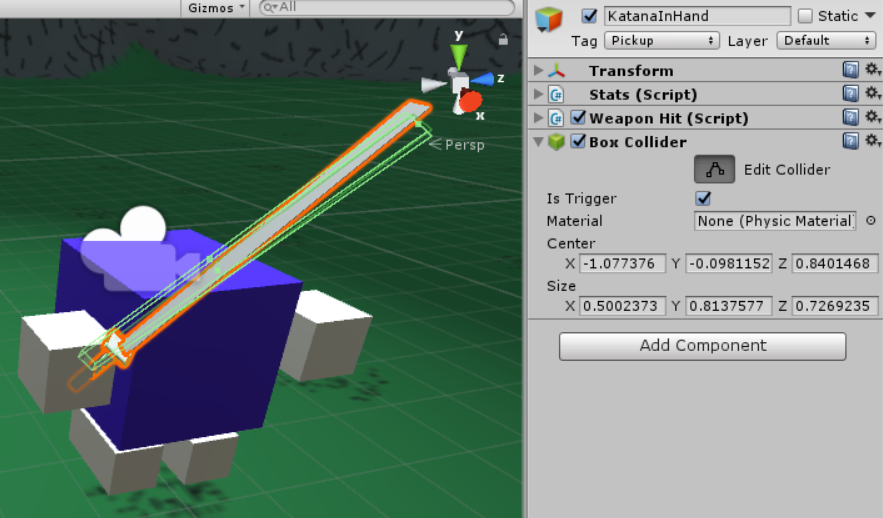 Gizmos
All
y
z
x
Persp
KatanaInHand
Static
Tag Pickup Layer Default
Transform
Stats (Script)
Weapon Hit (Script)
Box Collider
Edit Collider
Is Trigger
Material None (Physic Material)
Center
X -1.077376 Y -0.0981152 Z 0.8401468
Size
X 0.5002373 Y 0.8137577 Z 0.7269235
Add Component